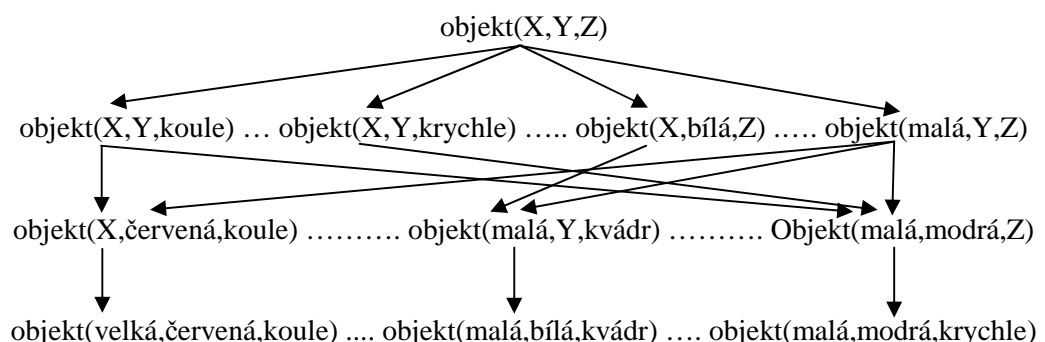 objekt(X,Y,Z)
objekt(X,Y,koule) … objekt(X,Y,krychle) ….. objekt(X,bílá,Z) ….. objekt(malá,Y,Z)
objekt(X,červená,koule) ………. objekt(malá,Y,kvádr) ………. Objekt(malá,modrá,Z)
objekt(velká,červená,koule) .... objekt(malá,bílá,kvádr) …. objekt(malá,modrá,krychle)